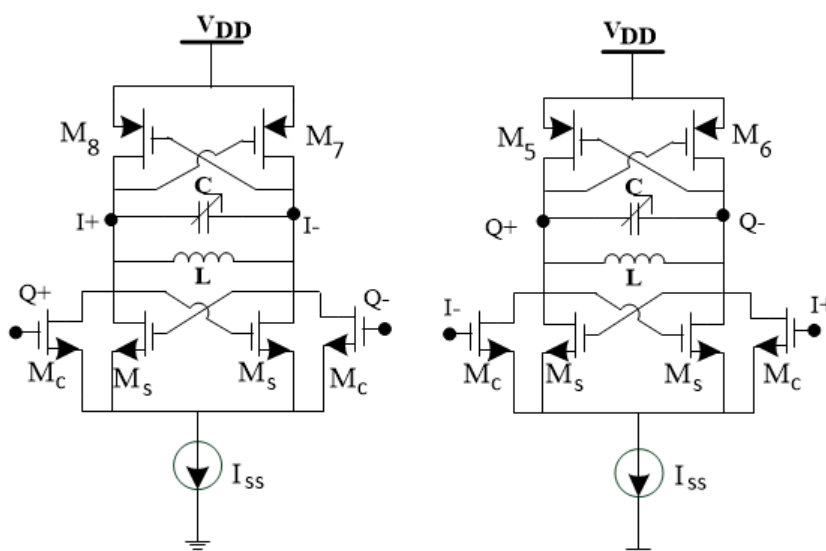 VDD
M8
M7
C
I+
I-
L
Q+
Q-
Mc
Ms
Ms
Mc
Iss
VDD
M5
M6
C
Q+
Q-
L
I-
I+
Mc
Ms
Ms
Mc
Iss